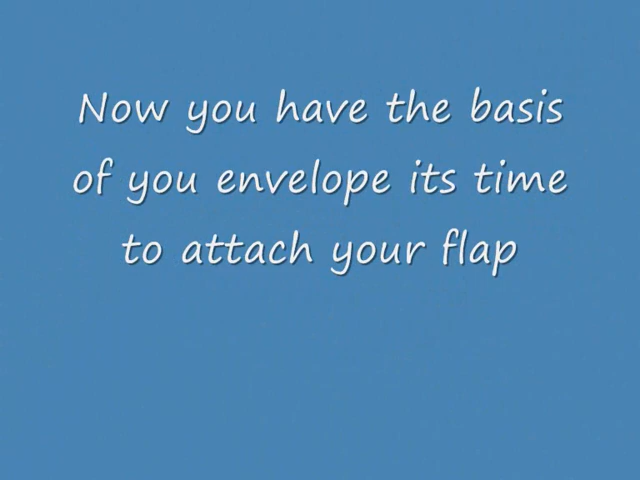 Now you have the basis
of you envelope its time
to attach your flap